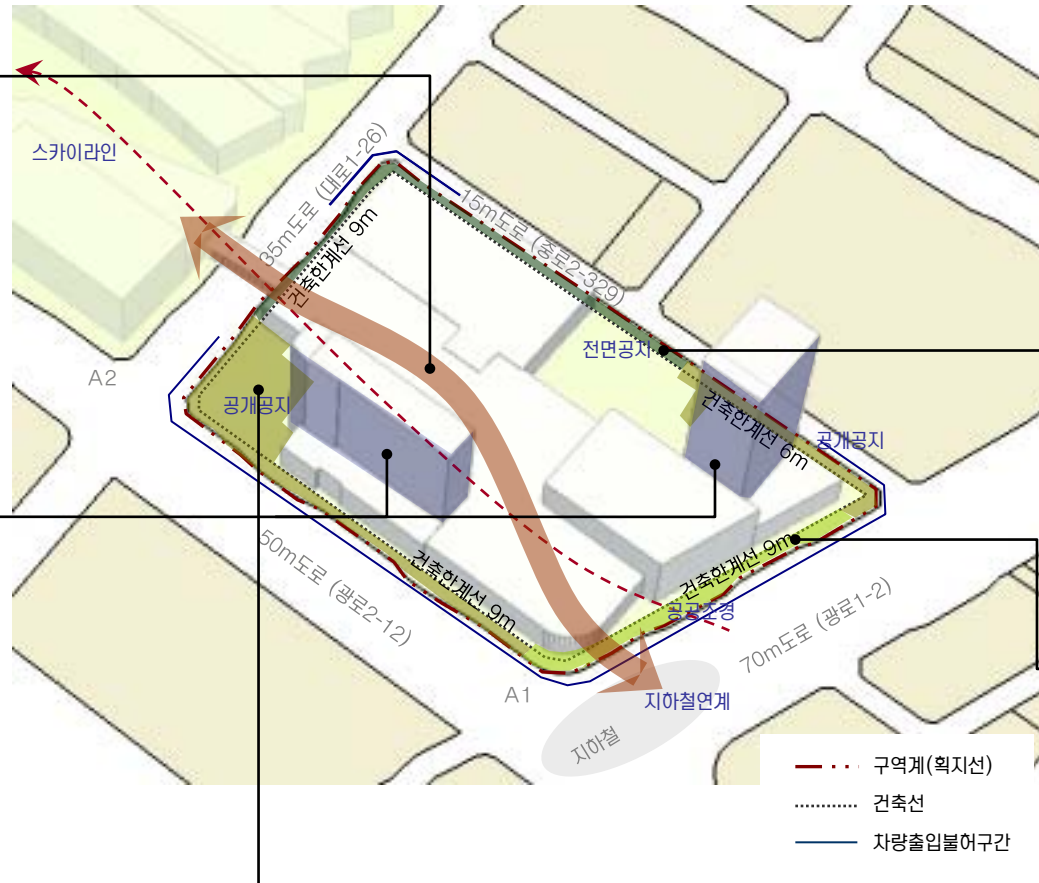 스카이라인
35m도로 (대로1-26)
건축한계선 9m
15m도로 (중로2-329)
전면공지
A2
공개공지
건축한계선 6m
공개공지
50m도로 (광로2-12)
건축한계선 9m
건축한계선 9m
공공조경
70m도로 (광로1-2)
A1
지하철연계
지하철
구역계(획지선)
건축선
차량출입불허구간